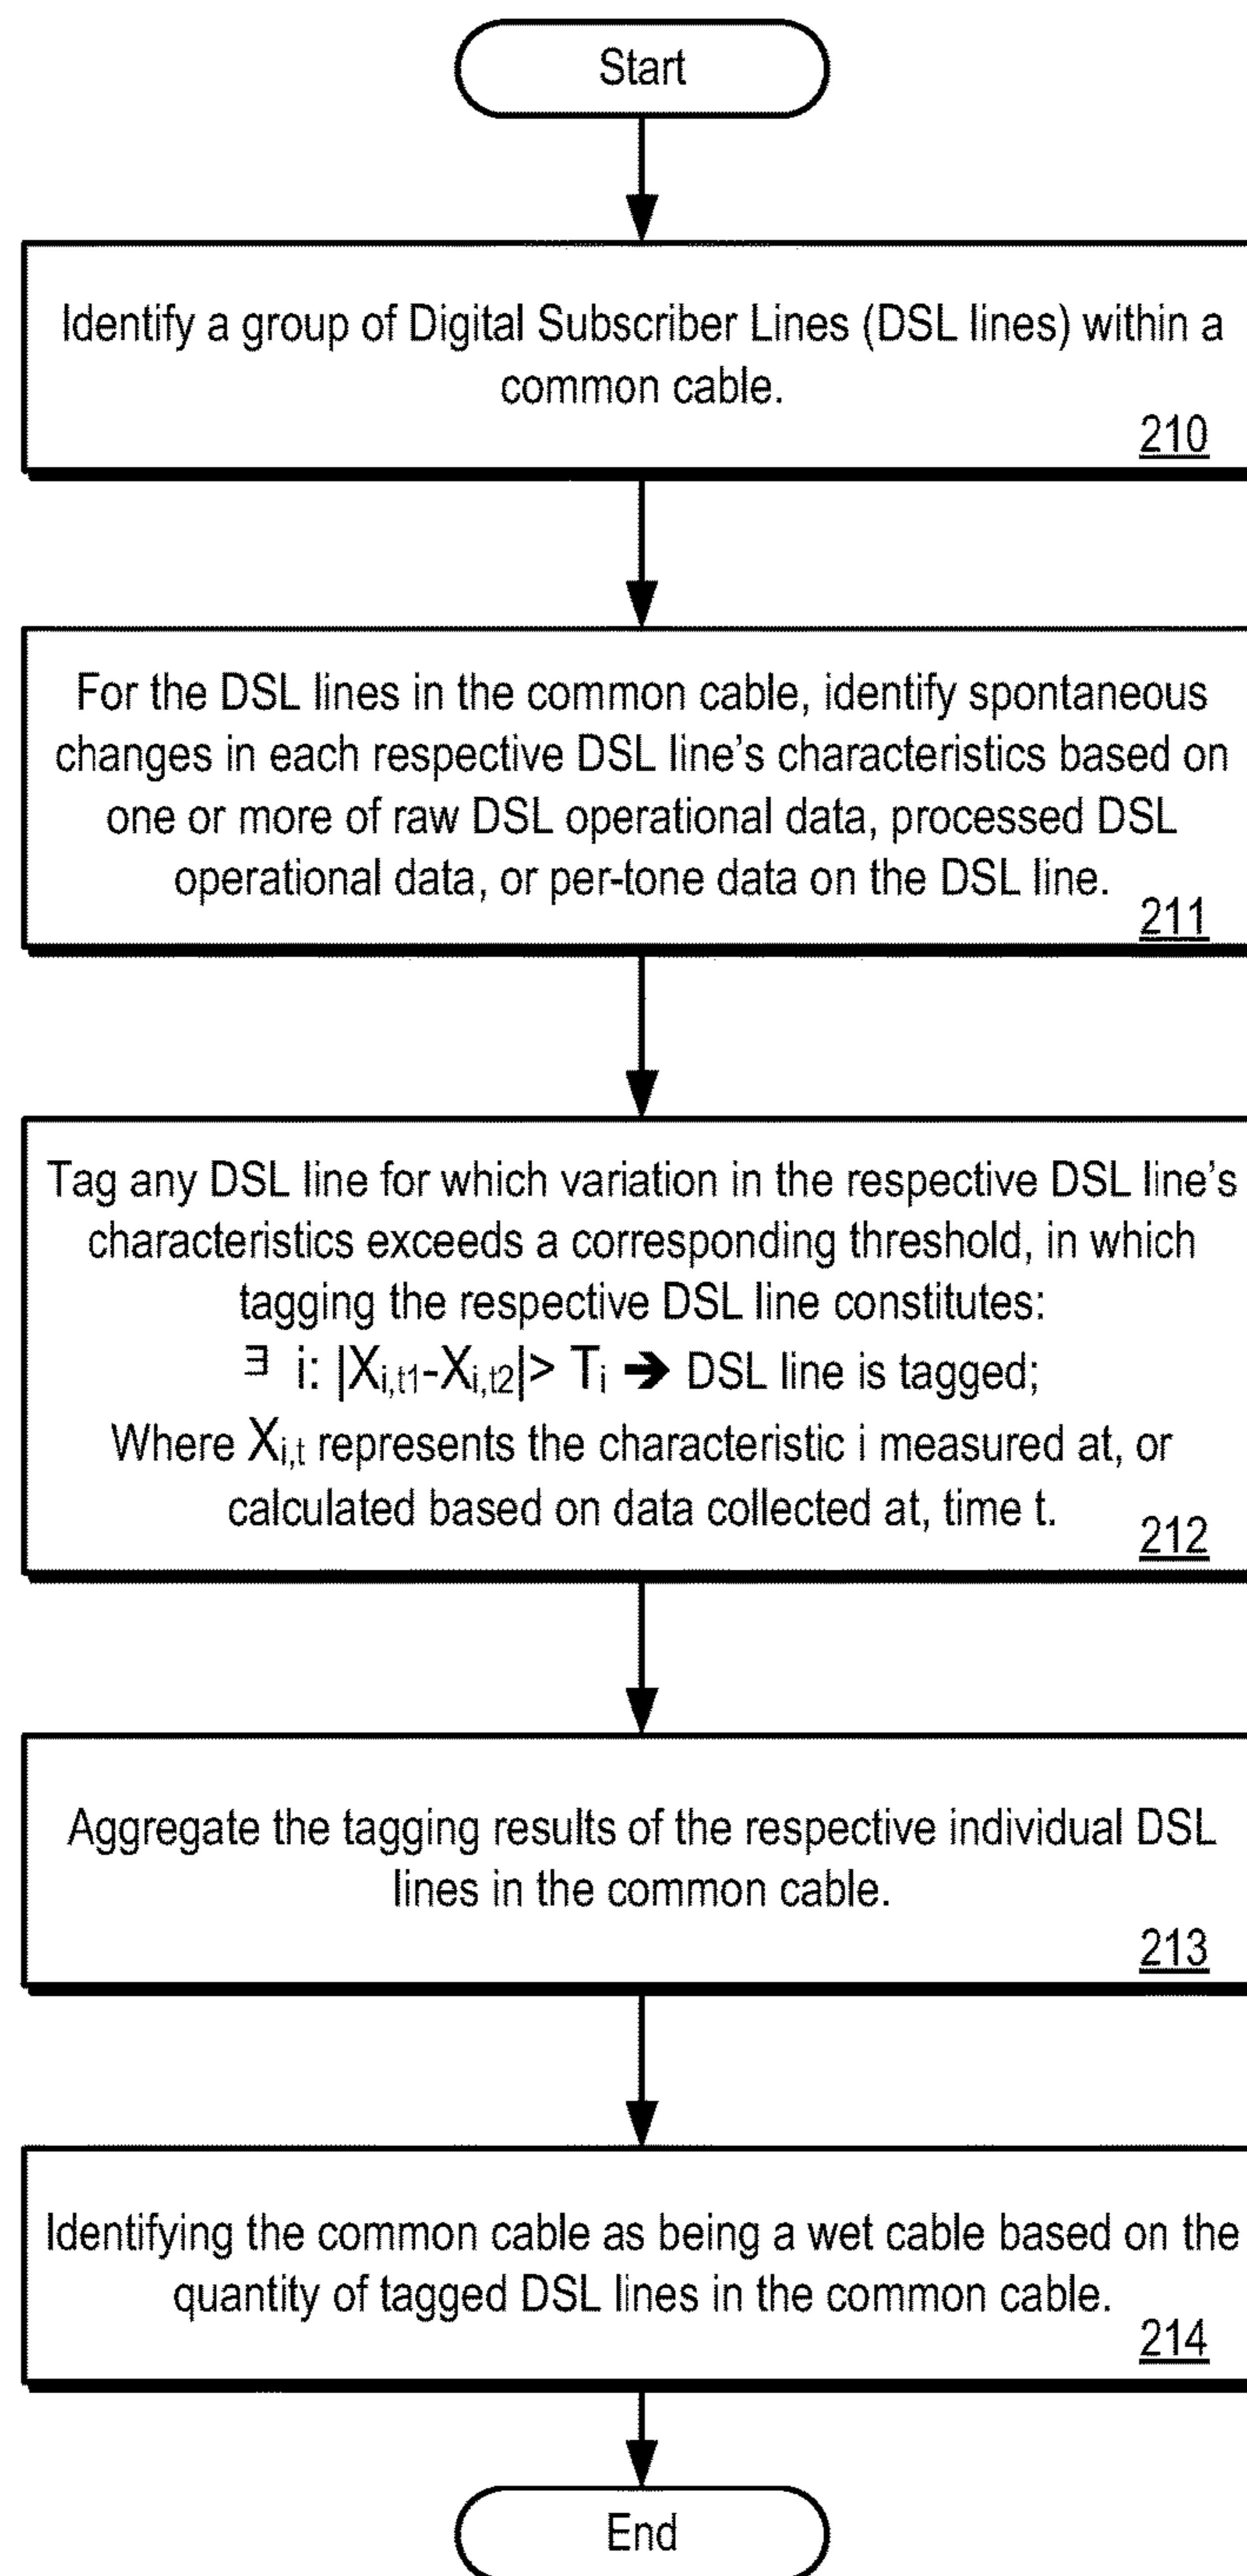 Start
Identify a group of Digital Subscriber Lines (DSL lines) within a
common cable.
210
For the DSL lines in the common cable, identify spontaneous
changes in each respective DSL line's characteristics based on
one or more of raw DSL operational data, processed DSL
operational data, or per-tone data on the DSL line.
211
Tag any DSL line for which variation in the respective DSL line's
characteristics exceeds a corresponding threshold, in which
tagging the respective DSL line constitutes:
∃ i: |Xi,t1-Xi,t2|> Ti ➔ DSL line is tagged;
Where Xi,t represents the characteristic i measured at, or
calculated based on data collected at, time t.
212
Aggregate the tagging results of the respective individual DSL
lines in the common cable.
213
Identifying the common cable as being a wet cable based on the
quantity of tagged DSL lines in the common cable.
214
End